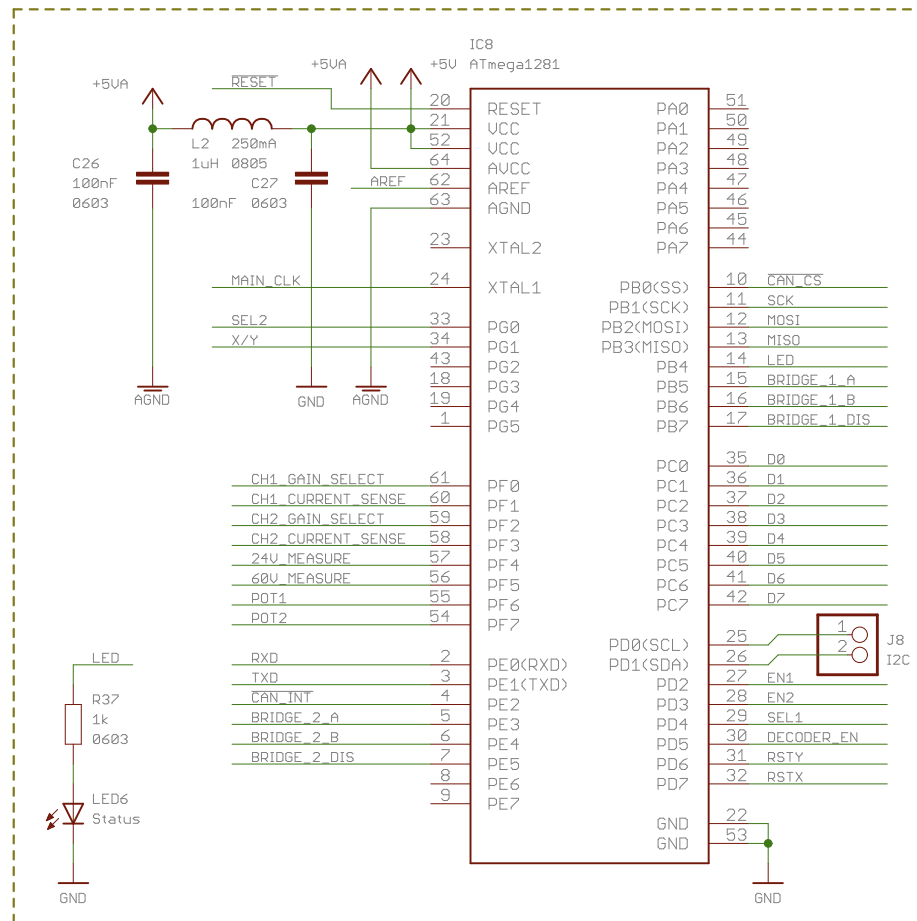 IC8
ATmega1281
+5VA
+5V
+5VA
RESET
L2 250mA
1uH 0805
C26
100nF
0603
C27
100nF 0603
AREF
AGND
GND
AGND
MAIN_CLK
SEL2
X/Y
20 RESET
21 VCC
52 VCC
64 AVCC
62 AREF
63 AGND
23 XTAL2
24 XTAL1
33 PG0
34 PG1
43 PG2
18 PG3
19 PG4
1 PG5
CH1_GAIN_SELECT 61 PF0
CH1_CURRENT_SENSE 60 PF1
CH2_GAIN_SELECT 59 PF2
CH2_CURRENT_SENSE 58 PF3
24V_MEASURE 57 PF4
60V_MEASURE 56 PF5
POT1 55 PF6
POT2 54 PF7
RXD 2 PE0(RXD)
TXD 3 PE1(TXD)
CAN_INT 4 PE2
BRIDGE_2_A 5 PE3
BRIDGE_2_B 6 PE4
BRIDGE_2_DIS 7 PE5
8 PE6
9 PE7
PA0 51
PA1 50
PA2 49
PA3 48
PA4 47
PA5 46
PA6 45
PA7 44
PB0(SS) 10 CAN_CS
PB1(SCK) 11 SCK
PB2(MOSI) 12 MOSI
PB3(MISO) 13 MISO
PB4 14 LED
PB5 15 BRIDGE_1_A
PB6 16 BRIDGE_1_B
PB7 17 BRIDGE_1_DIS
PC0 35 D0
PC1 36 D1
PC2 37 D2
PC3 38 D3
PC4 39 D4
PC5 40 D5
PC6 41 D6
PC7 42 D7
PD0(SCL) 25
PD1(SDA) 26
PD2 27 EN1
PD3 28 EN2
PD4 29 SEL1
PD5 30 DECODER_EN
PD6 31 RSTY
PD7 32 RSTX
GND 22
GND 53
GND
1
2
J8
I2C
LED
R37
1k
0603
LED6
Status
GND